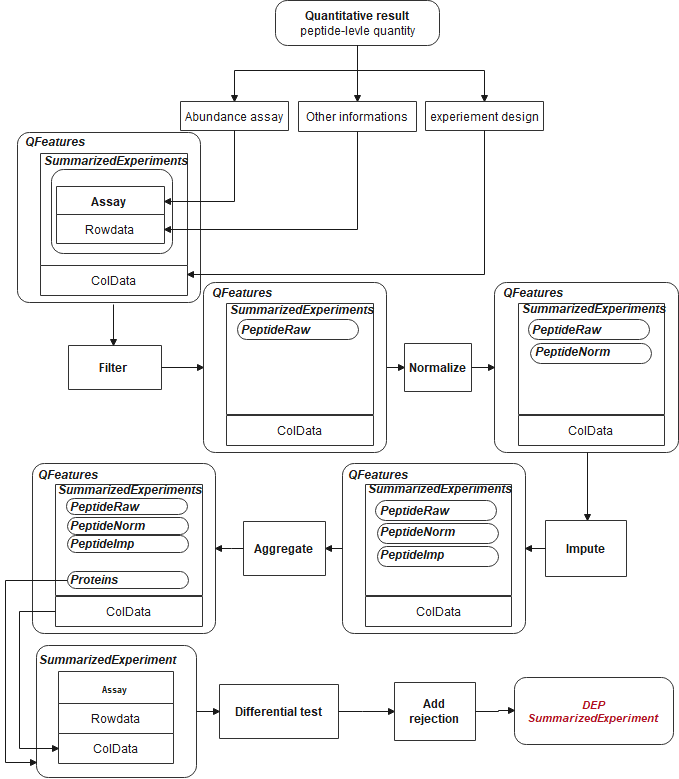 Quantitative result
peptide-levle quantity
Abundance assay
Other informations
experiement design
QFeatures
SummarizedExperiments
Assay
Rowdata
ColData
QFeatures
SummarizedExperiments
PeptideRaw
ColData
QFeatures
SummarizedExperiments
PeptideRaw
PeptideNorm
ColData
Filter
Normalize
QFeatures
SummarizedExperiments
PeptideRaw
PeptideNorm
PeptideImp
Proteins
ColData
Aggregate
QFeatures
SummarizedExperiments
PeptideRaw
PeptideNorm
PeptideImp
ColData
Impute
SummarizedExperiment
Assay
Rowdata
ColData
Differential test
Add
rejection
DEP
SummarizedExperiment